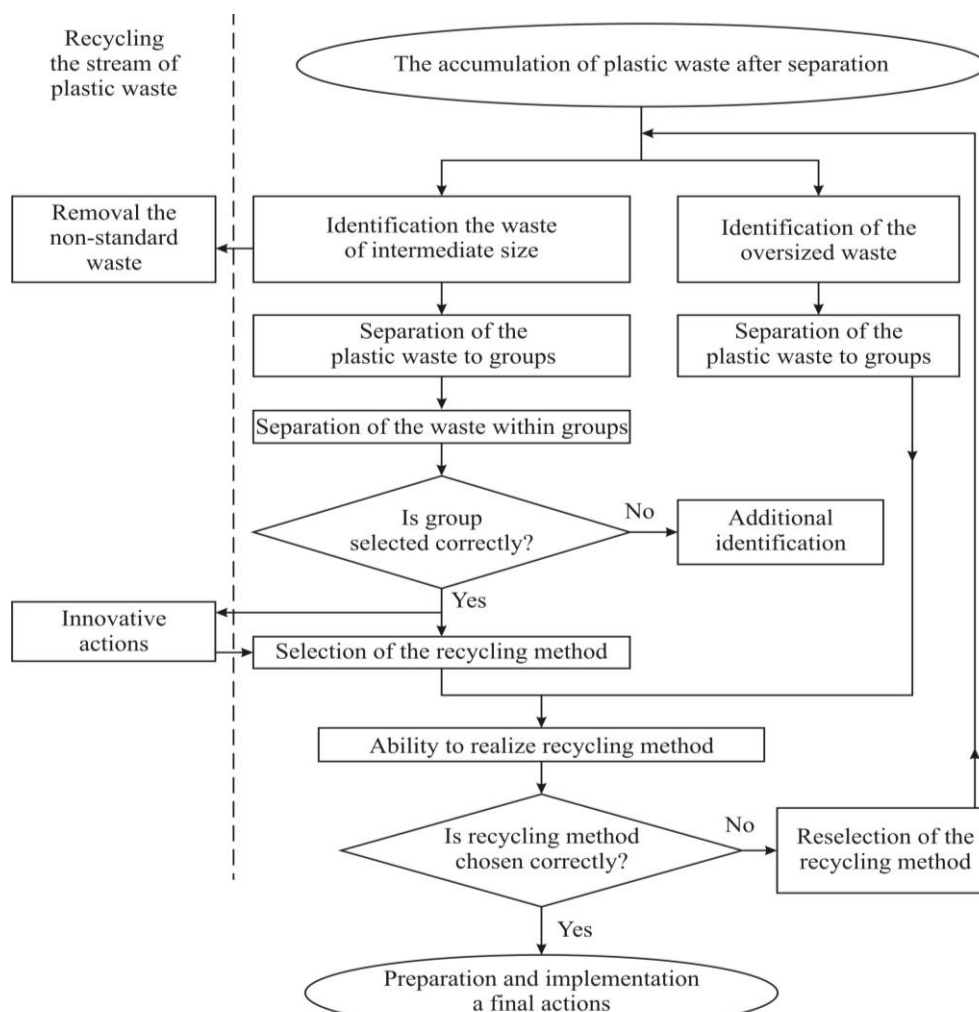 Recycling
the stream of
plastic waste
The accumulation of plastic waste after separation
Removal the
non-standard
waste
Identification the waste
of intermediate size
Identification of the
oversized waste
Separation of the
plastic waste to groups
Separation of the
plastic waste to groups
Separation of the waste within groups
Is group
selected correctly?
No
Additional
identification
Yes
Innovative
actions
Selection of the recycling method
Ability to realize recycling method
Is recycling method
chosen correctly?
No
Reselection of the
recycling method
Yes
Preparation and implementation
a final actions